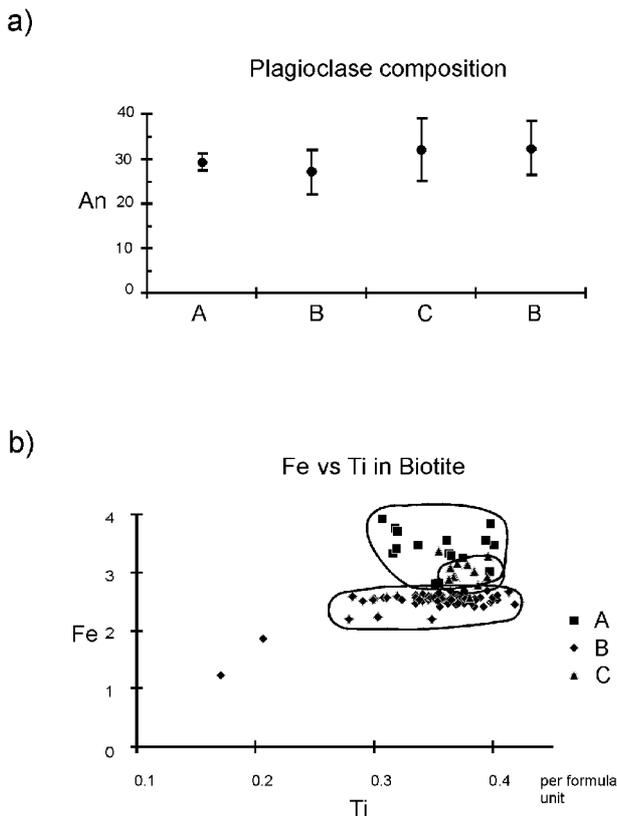 a)
Plagioclase composition
40
30
An
20
10
0
A B C B
b)
Fe vs Ti in Biotite
4
3
Fe
2
1
0
A
B
C
0.1 0.2 0.3 0.4 per formula
unit
Ti